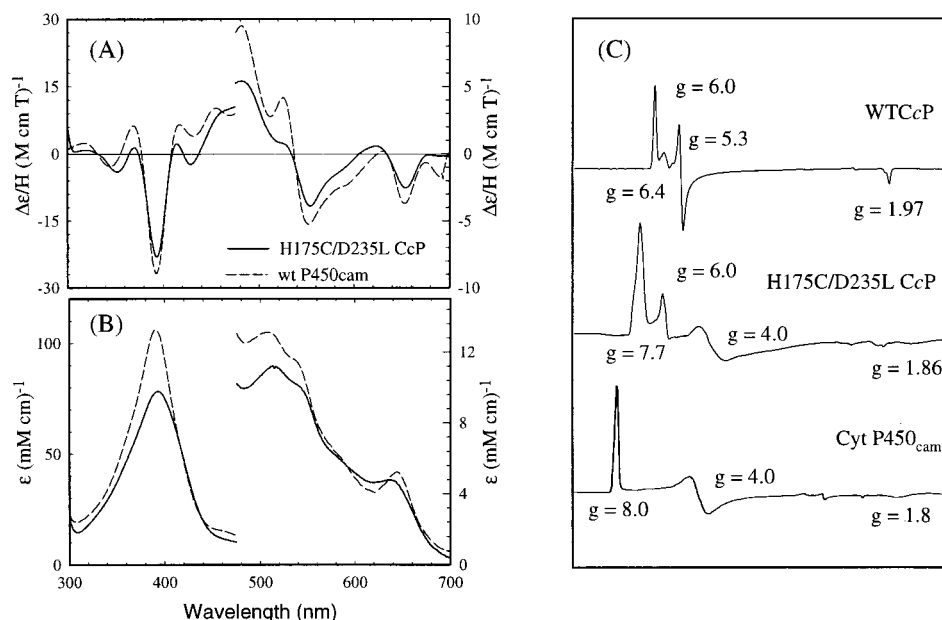 (A)
30
15
0
-15
-30
Δε/H (M cm T)⁻¹
10
5
0
-5
-10
Δε/H (M cm T)⁻¹
H175C/D235L CcP
wt P450cam
(B)
100
50
0
ε (mM cm)⁻¹
12
8
4
0
ε (mM cm)⁻¹
300 400 500 600 700
Wavelength (nm)
(C)
g = 6.0
WTCcP
g = 5.3
g = 6.4
g = 1.97
H175C/D235L CcP
g = 6.0
g = 4.0
g = 7.7
g = 1.86
Cyt P450cam
g = 4.0
g = 8.0
g = 1.8